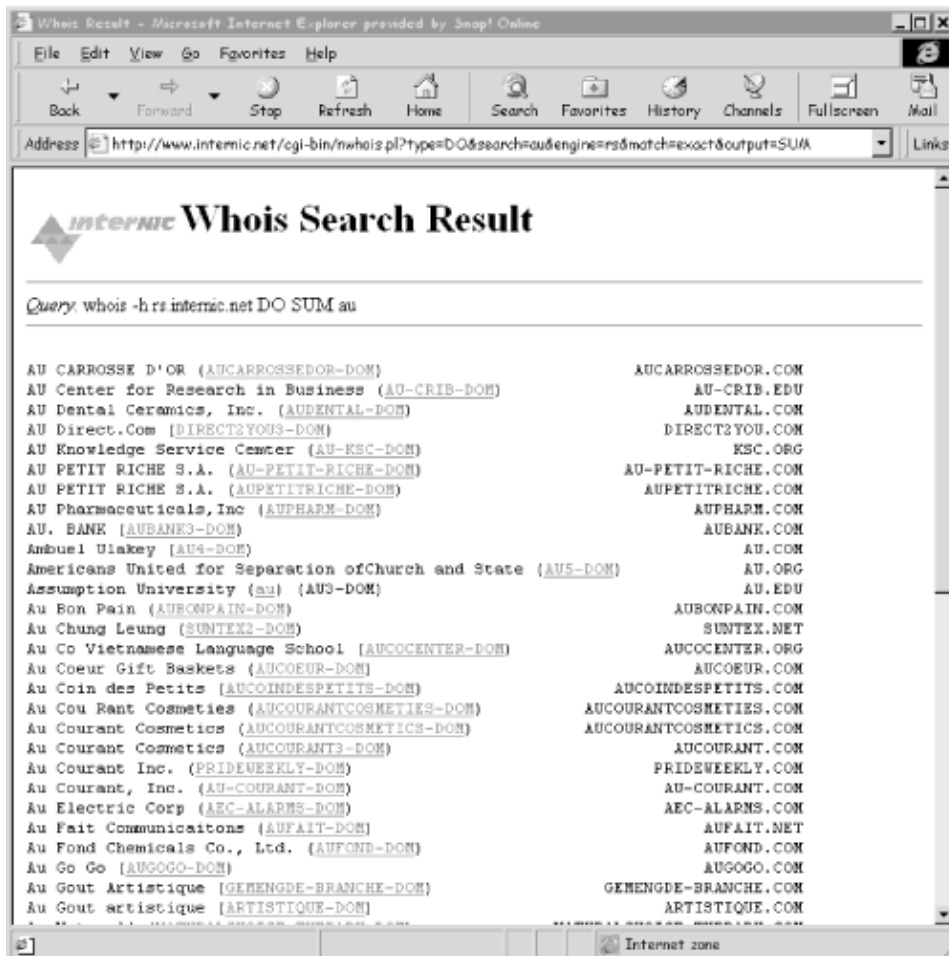 Whois Result - Microsoft Internet Explorer provided by Snap! Online
File Edit View Go Favorites Help
Back Forward Stop Refresh Home Search Favorites History Channels Fullscreen Mail
Address http://www.internic.net/cgi-bin/nwhois.pl?type=DO&search=au&engine=rs&match=exact&output=SUM Links
InterNIC Whois Search Result
Query: whois -h rs.internic.net DO SUM au
AU CARROSSE D'OR (AUCARROSSEDOR-DOM) AUCARROSSEDOR.COM
AU Center for Research in Business (AU-CRIB-DOM) AU-CRIB.EDU
AU Dental Ceramics, Inc. (AUDENTAL-DOM) AUDENTAL.COM
AU Direct.Com [DIRECT2YOU3-DOM) DIRECT2YOU.COM
AU Knowledge Service Cemter (AU-KSC-DOM) KSC.ORG
AU PETIT RICHE S.A. (AU-PETIT-RICHE-DOM) AU-PETIT-RICHE.COM
AU PETIT RICHE S.A. (AUPETITRICHE-DOM) AUPETITRICHE.COM
AU Pharmaceuticals,Inc (AUPHARM-DOM) AUPHARM.COM
AU. BANK [AUBANK3-DOM) AUBANK.COM
Ambuel Ulakey [AU4-DOM) AU.COM
Americans United for Separation ofChurch and State (AU5-DOM) AU.ORG
Assumption University (au) (AU3-DOM) AU.EDU
Au Bon Pain (AUBONPAIN-DOM) AUBONPAIN.COM
Au Chung Leung [SUNTEX2-DOM) SUNTEX.NET
Au Co Vietnamese Language School [AUCOCENTER-DOM) AUCOCENTER.ORG
Au Coeur Gift Baskets (AUCOEUR-DOM] AUCOEUR.COM
Au Coin des Petits [AUCOINDESPETITS-DOM) AUCOINDESPETITS.COM
Au Cou Rant Cosmeties (AUCOURANTCOSMETIES-DOM) AUCOURANTCOSMETIES.COM
Au Courant Cosmetics (AUCOURANTCOSMETICS-DOM) AUCOURANTCOSMETICS.COM
Au Courant Cosmetics (AUCOURANT3-DOM) AUCOURANT.COM
Au Courant Inc. (PRIDEWEEKLY-DOM) PRIDEWEEKLY.COM
Au Courant, Inc. (AU-COURANT-DOM) AU-COURANT.COM
Au Electric Corp (AEC-ALARMS-DOM) AEC-ALARMS.COM
Au Fait Communicaitons (AUFAIT-DOM] AUFAIT.NET
Au Fond Chemicals Co., Ltd. (AUFOND-DOM) AUFOND.COM
Au Go Go [AUGOGO-DOM) AUGOGO.COM
Au Gout Artistique [GEMENGDE-BRANCHE-DOM) GEMENGDE-BRANCHE.COM
Au Gout artistique [ARTISTIQUE-DOM] ARTISTIQUE.COM
Internet zone